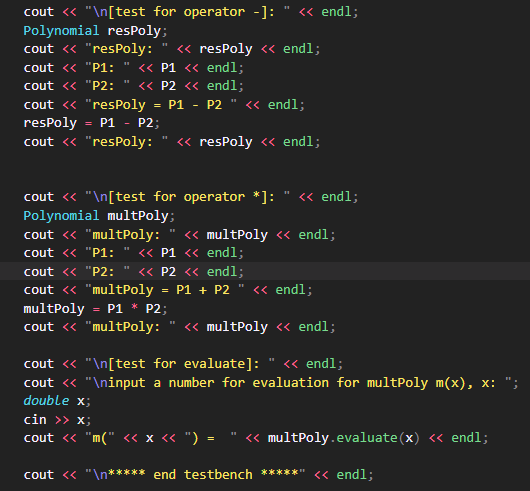 cout << "\n[test for operator -]: " << endl;
Polynomial resPoly;
cout << "resPoly: " << resPoly << endl;
cout << "P1: " << P1 << endl;
cout << "P2: " << P2 << endl;
cout << "resPoly = P1 - P2 " << endl;
resPoly = P1 - P2;
cout << "resPoly: " << resPoly << endl;
cout << "\n[test for operator *]: " << endl;
Polynomial multPoly;
cout << "multPoly: " << multPoly << endl;
cout << "P1: " << P1 << endl;
cout << "P2: " << P2 << endl;
cout << "multPoly = P1 + P2 " << endl;
multPoly = P1 * P2;
cout << "multPoly: " << multPoly << endl;
cout << "\n[test for evaluate]: " << endl;
cout << "\ninput a number for evaluation for multPoly m(x), x: ";
double x;
cin >> x;
cout << "m(" << x << ") =  " << multPoly.evaluate(x) << endl;
cout << "\n***** end testbench *****" << endl;